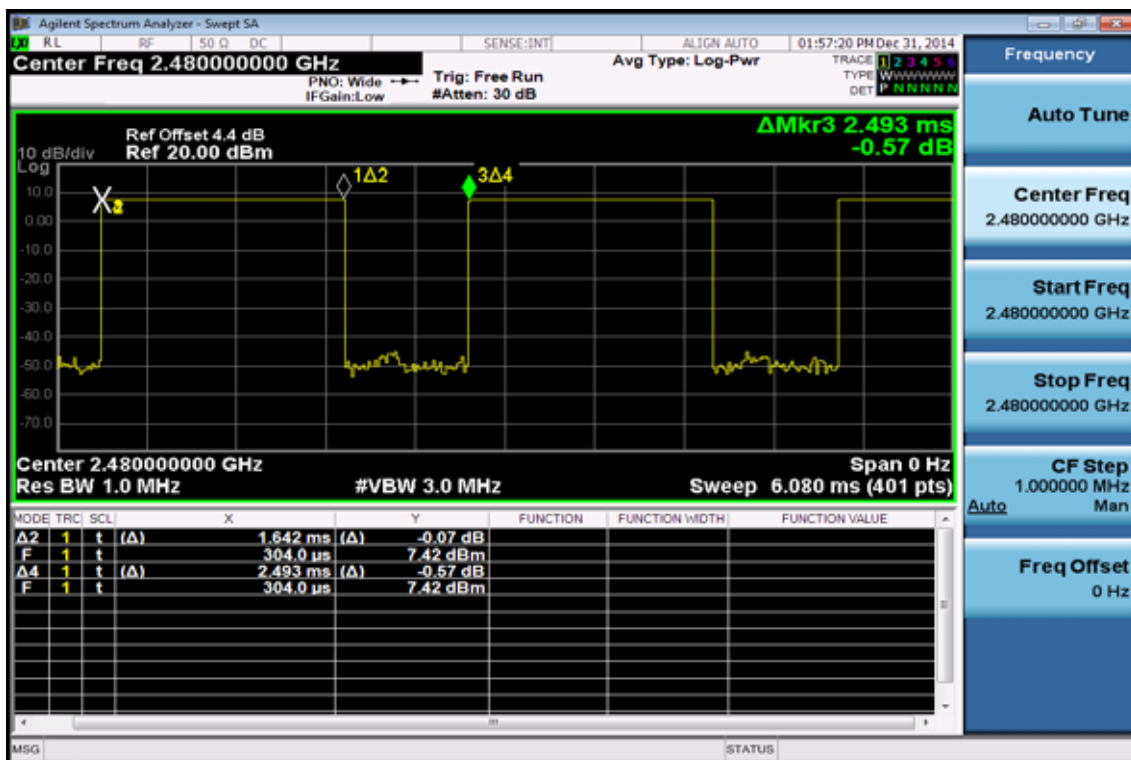 Agilent Spectrum Analyzer - Swept SA
LXI RL RF 50 Ω DC SENSE:INT ALIGN AUTO 01:57:20 PM Dec 31, 2014
Center Freq 2.480000000 GHz Avg Type: Log-Pwr TRACE 1 2 3 4 5 6
PNO: Wide Trig: Free Run TYPE WWWWWW
IFGain:Low #Atten: 30 dB DET P N N N N N
Frequency
Auto Tune
Center Freq
2.480000000 GHz
Start Freq
2.480000000 GHz
Stop Freq
2.480000000 GHz
CF Step
1.000000 MHz
Auto Man
Freq Offset
0 Hz
ΔMkr3 2.493 ms
-0.57 dB
Ref Offset 4.4 dB
10 dB/div Ref 20.00 dBm
Log
1Δ2 3Δ4
10.0
0.00
-10.0
-20.0
-30.0
-40.0
-50.0
-60.0
-70.0
Center 2.480000000 GHz Span 0 Hz
Res BW 1.0 MHz #VBW 3.0 MHz Sweep 6.080 ms (401 pts)
MODE TRC SCL X Y FUNCTION FUNCTION WIDTH FUNCTION VALUE
Δ2 1 t (Δ) 1.642 ms (Δ) -0.07 dB
F 1 t 304.0 µs 7.42 dBm
Δ4 1 t (Δ) 2.493 ms (Δ) -0.57 dB
F 1 t 304.0 µs 7.42 dBm
MSG STATUS